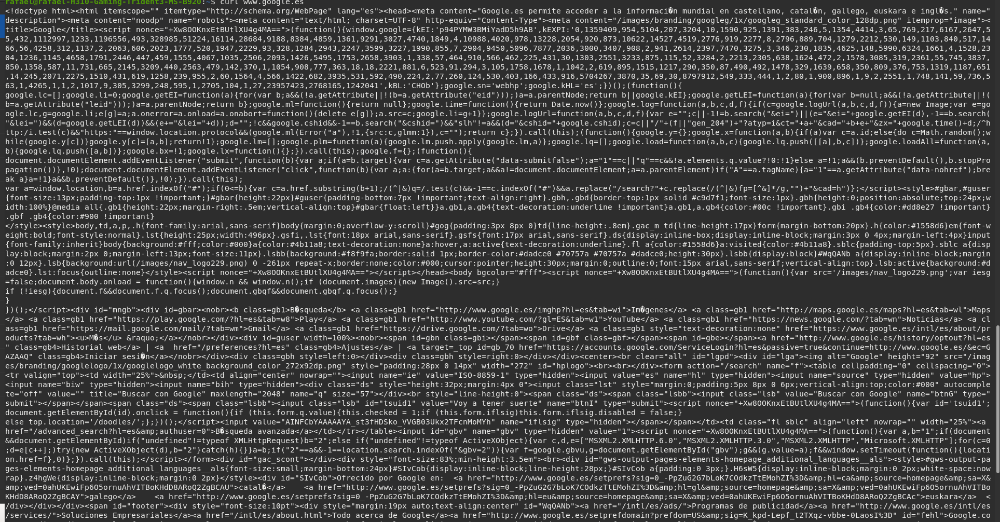 rafael@rafael-H310-Gaming-Trident3-MS-B920:~$ curl www.google.es
<!doctype html><html itemscope="" itemtype="http://schema.org/WebPage" lang="es"><head><meta content="Google.es permite acceder a la informaci�n mundial en castellano, catal�n, gallego, euskara e ingl�s." name="
description"><meta content="noodp" name="robots"><meta content="text/html; charset=UTF-8" http-equiv="Content-Type"><meta content="/images/branding/googleg/1x/googleg_standard_color_128dp.png" itemprop="image"><
title>Google</title><script nonce="+Xw8OOKnxEtBUtlXU4g4MA==">(function(){window.google={kEI:'p94PYMW3BMiYadD5h9AB',kEXPI:'0,1359409,954,5104,207,3204,10,1590,925,1391,383,246,5,1354,4414,3,65,769,217,6167,2647,5
5,432,1112997,1233,1196556,493,328985,51224,16114,28684,9188,8384,4859,1361,9291,3027,4740,1849,4,10988,4020,978,13228,2054,920,873,10622,14527,4519,2776,919,2277,8,2796,889,704,1279,2212,530,149,1103,840,517,14
66,56,4258,312,1137,2,2063,606,2023,1777,520,1947,2229,93,328,1284,2943,2247,3599,3227,1990,855,7,2904,9450,5096,7877,2036,3000,3407,908,2,941,2614,2397,7470,3275,3,346,230,1835,4625,148,5990,6324,1661,4,1528,23
04,1236,1145,4658,1791,2446,447,459,1555,4067,1035,2506,2093,1426,5495,1753,2658,3903,1,338,57,464,910,566,462,225,431,30,1303,2551,3233,875,115,52,3284,2,2213,2305,638,1624,472,2,1578,3085,319,2361,55,745,3837,
850,1358,587,11,731,665,2145,3209,440,2563,479,142,370,1,1054,908,777,363,18,18,2221,881,6,523,91,294,3,105,1758,1678,1,1042,2,619,895,1515,1217,290,350,87,490,492,1478,329,1639,658,350,809,376,753,1319,1187,651
,14,245,2071,2275,1510,431,619,1258,239,955,2,60,1564,4,566,1422,682,3935,531,592,490,224,2,77,260,124,530,403,166,433,916,5704267,3870,35,69,30,8797912,549,333,444,1,2,80,1,900,896,1,9,2,2551,1,748,141,59,736,5
63,1,4265,1,1,2,1017,9,305,3299,248,595,1,2705,104,1,27,23957423,2768165,1242041',kBL:'CHOb'};google.sn='webhp';google.kHL='es';})();(function(){
google.lc=[];google.li=0;google.getEI=function(a){for(var b;a&&(!a.getAttribute||!(b=a.getAttribute("eid")));)a=a.parentNode;return b||google.kEI};google.getLEI=function(a){for(var b=null;a&&(!a.getAttribute||!(
b=a.getAttribute("leid")));)a=a.parentNode;return b};google.ml=function(){return null};google.time=function(){return Date.now()};google.log=function(a,b,c,d,f){if(c=google.logUrl(a,b,c,d,f)){a=new Image;var e=go
ogle.lc,g=google.li;e[g]=a;a.onerror=a.onload=a.onabort=function(){delete e[g]};a.src=c;google.li=g+1}};google.logUrl=function(a,b,c,d,f){var e="";c||-1!=b.search("&ei=")||(e="&ei="+google.getEI(d),-1==b.search(
"&lei=")&&(d=google.getLEI(d))&&(e+="&lei="+d));d="";!c&&google.cshid&&-1==b.search("&cshid=")&&"slh"!=a&&(d="&cshid="+google.cshid);c=c||"/"+(f||"gen_204")+"?atyp=i&ct="+a+"&cad="+b+e+"&zx="+google.time()+d;/^h
ttp:/i.test(c)&&"https:"==window.location.protocol&&(google.ml(Error("a"),!1,{src:c,glmm:1}),c="");return c};}).call(this);(function(){google.y={};google.x=function(a,b){if(a)var c=a.id;else{do c=Math.random();w
hile(google.y[c])}google.y[c]=[a,b];return!1};google.lm=[];google.plm=function(a){google.lm.push.apply(google.lm,a)};google.lq=[];google.load=function(a,b,c){google.lq.push([[a],b,c])};google.loadAll=function(a,
b){google.lq.push([a,b])};google.bx=!1;google.lx=function(){};}).call(this);google.f={};(function(){
document.documentElement.addEventListener("submit",function(b){var a;if(a=b.target){var c=a.getAttribute("data-submitfalse");a="1"==c||"q"==c&&!a.elements.q.value?!0:!1}else a=!1;a&&(b.preventDefault(),b.stopPro
pagation())},!0);document.documentElement.addEventListener("click",function(b){var a;a:{for(a=b.target;a&&a!=document.documentElement;a=a.parentElement)if("A"==a.tagName){a="1"==a.getAttribute("data-nohref");bre
ak a}a=!1}a&&b.preventDefault()},!0);}).call(this);
var a=window.location,b=a.href.indexOf("#");if(0<=b){var c=a.href.substring(b+1);/(^|&)q=/.test(c)&&-1==c.indexOf("#")&&a.replace("/search?"+c.replace(/(^|&)fp=[^&]*/g,"")+"&cad=h")};</script><style>#gbar,#guser
{font-size:13px;padding-top:1px !important;}#gbar{height:22px}#guser{padding-bottom:7px !important;text-align:right}.gbh,.gbd{border-top:1px solid #c9d7f1;font-size:1px}.gbh{height:0;position:absolute;top:24px;w
idth:100%}@media all{.gb1{height:22px;margin-right:.5em;vertical-align:top}#gbar{float:left}}a.gb1,a.gb4{text-decoration:underline !important}a.gb1,a.gb4{color:#00c !important}.gbi .gb4{color:#dd8e27 !important}
.gbf .gb4{color:#900 !important}
</style><style>body,td,a,p,.h{font-family:arial,sans-serif}body{margin:0;overflow-y:scroll}#gog{padding:3px 8px 0}td{line-height:.8em}.gac_m td{line-height:17px}form{margin-bottom:20px}.h{color:#1558d6}em{font-w
eight:bold;font-style:normal}.lst{height:25px;width:496px}.gsfi,.lst{font:18px arial,sans-serif}.gsfs{font:17px arial,sans-serif}.ds{display:inline-box;display:inline-block;margin:3px 0 4px;margin-left:4px}input
{font-family:inherit}body{background:#fff;color:#000}a{color:#4b11a8;text-decoration:none}a:hover,a:active{text-decoration:underline}.fl a{color:#1558d6}a:visited{color:#4b11a8}.sblc{padding-top:5px}.sblc a{disp
lay:block;margin:2px 0;margin-left:13px;font-size:11px}.lsbb{background:#f8f9fa;border:solid 1px;border-color:#dadce0 #70757a #70757a #dadce0;height:30px}.lsbb{display:block}#WqQANb a{display:inline-block;margin
:0 12px}.lsb{background:url(/images/nav_logo229.png) 0 -261px repeat-x;border:none;color:#000;cursor:pointer;height:30px;margin:0;outline:0;font:15px arial,sans-serif;vertical-align:top}.lsb:active{background:#d
adce0}.lst:focus{outline:none}</style><script nonce="+Xw8OOKnxEtBUtlXU4g4MA=="></script></head><body bgcolor="#fff"><script nonce="+Xw8OOKnxEtBUtlXU4g4MA==">(function(){var src='/images/nav_logo229.png';var iesg
=false;document.body.onload = function(){window.n && window.n();if (document.images){new Image().src=src;}
if (!iesg){document.f&&document.f.q.focus();document.gbqf&&document.gbqf.q.focus();}
}
})();</script><div id="mngb"><div id=gbar><nobr><b class=gb1>B�squeda</b> <a class=gb1 href="http://www.google.es/imghp?hl=es&tab=wi">Im�genes</a> <a class=gb1 href="http://maps.google.es/maps?hl=es&tab=wl">Maps
</a> <a class=gb1 href="https://play.google.com/?hl=es&tab=w8">Play</a> <a class=gb1 href="http://www.youtube.com/?gl=ES&tab=w1">YouTube</a> <a class=gb1 href="https://news.google.com/?tab=wn">Noticias</a> <a cl
ass=gb1 href="https://mail.google.com/mail/?tab=wm">Gmail</a> <a class=gb1 href="https://drive.google.com/?tab=wo">Drive</a> <a class=gb1 style="text-decoration:none" href="https://www.google.es/intl/es/about/pr
oducts?tab=wh"><u>M�s</u> &raquo;</a></nobr></div><div id=guser width=100%><nobr><span id=gbn class=gbi></span><span id=gbf class=gbf></span><span id=gbe></span><a href="http://www.google.es/history/optout?hl=es
" class=gb4>Historial web</a> | <a  href="/preferences?hl=es" class=gb4>Ajustes</a> | <a target=_top id=gb_70 href="https://accounts.google.com/ServiceLogin?hl=es&passive=true&continue=http://www.google.es/&ec=G
AZAAQ" class=gb4>Iniciar sesi�n</a></nobr></div><div class=gbh style=left:0></div><div class=gbh style=right:0></div></div><center><br clear="all" id="lgpd"><div id="lga"><img alt="Google" height="92" src="/imag
es/branding/googlelogo/1x/googlelogo_white_background_color_272x92dp.png" style="padding:28px 0 14px" width="272" id="hplogo"><br><br></div><form action="/search" name="f"><table cellpadding="0" cellspacing="0">
<tr valign="top"><td width="25%">&nbsp;</td><td align="center" nowrap=""><input name="ie" value="ISO-8859-1" type="hidden"><input value="es" name="hl" type="hidden"><input name="source" type="hidden" value="hp">
<input name="biw" type="hidden"><input name="bih" type="hidden"><div class="ds" style="height:32px;margin:4px 0"><input class="lst" style="margin:0;padding:5px 8px 0 6px;vertical-align:top;color:#000" autocomple
te="off" value="" title="Buscar con Google" maxlength="2048" name="q" size="57"></div><br style="line-height:0"><span class="ds"><span class="lsbb"><input class="lsb" value="Buscar con Google" name="btnG" type="
submit"></span></span><span class="ds"><span class="lsbb"><input class="lsb" id="tsuid1" value="Voy a tener suerte" name="btnI" type="submit"><script nonce="+Xw8OOKnxEtBUtlXU4g4MA==">(function(){var id='tsuid1';
document.getElementById(id).onclick = function(){if (this.form.q.value){this.checked = 1;if (this.form.iflsig)this.form.iflsig.disabled = false;}
else top.location='/doodles/';};})();</script><input value="AINFCbYAAAAAYA_st3fHDSko_VVGB03Ukx2TFcnMoMYh" name="iflsig" type="hidden"></span></span></td><td class="fl sblc" align="left" nowrap="" width="25%"><a
href="/advanced_search?hl=es&amp;authuser=0">B�squeda avanzada</a></td></tr></table><input id="gbv" name="gbv" type="hidden" value="1"><script nonce="+Xw8OOKnxEtBUtlXU4g4MA==">(function(){var a,b="1";if(document
&&document.getElementById)if("undefined"!=typeof XMLHttpRequest)b="2";else if("undefined"!=typeof ActiveXObject){var c,d,e=["MSXML2.XMLHTTP.6.0","MSXML2.XMLHTTP.3.0","MSXML2.XMLHTTP","Microsoft.XMLHTTP"];for(c=0
;d=e[c++];)try{new ActiveXObject(d),b="2"}catch(h){}}a=b;if("2"==a&&-1==location.search.indexOf("&gbv=2")){var f=google.gbvu,g=document.getElementById("gbv");g&&(g.value=a);f&&window.setTimeout(function(){locati
on.href=f},0)};}).call(this);</script></form><div id="gac_scont"></div><div style="font-size:83%;min-height:3.5em"><br><div id="gws-output-pages-elements-homepage_additional_languages__als"><style>#gws-output-pa
ges-elements-homepage_additional_languages__als{font-size:small;margin-bottom:24px}#SIvCob{display:inline-block;line-height:28px;}#SIvCob a{padding:0 3px;}.H6sW5{display:inline-block;margin:0 2px;white-space:now
rap}.z4hgWe{display:inline-block;margin:0 2px}</style><div id="SIvCob">Ofrecido por Google en:  <a href="http://www.google.es/setprefs?sig=0_-PpZuG2G7bLoK7COdkzTtEMohZI%3D&amp;hl=ca&amp;source=homepage&amp;sa=X&
amp;ved=0ahUKEwiFp6O5ornuAhVITBoKHdD8ARoQ2ZgBCAU">catal�</a>    <a href="http://www.google.es/setprefs?sig=0_-PpZuG2G7bLoK7COdkzTtEMohZI%3D&amp;hl=gl&amp;source=homepage&amp;sa=X&amp;ved=0ahUKEwiFp6O5ornuAhVITBo
KHdD8ARoQ2ZgBCAY">galego</a>    <a href="http://www.google.es/setprefs?sig=0_-PpZuG2G7bLoK7COdkzTtEMohZI%3D&amp;hl=eu&amp;source=homepage&amp;sa=X&amp;ved=0ahUKEwiFp6O5ornuAhVITBoKHdD8ARoQ2ZgBCAc">euskara</a>  <
/div></div></div><span id="footer"><div style="font-size:10pt"><div style="margin:19px auto;text-align:center" id="WqQANb"><a href="/intl/es/ads/">Programas de publicidad</a><a href="http://www.google.es/intl/es
/services/">Soluciones Empresariales</a><a href="/intl/es/about.html">Todo acerca de Google</a><a href="http://www.google.es/setprefdomain?prefdom=US&amp;sig=K_kpd-Lepf_t2TXqz-vbbe-0LaosI%3D" id="fehl">Google.co